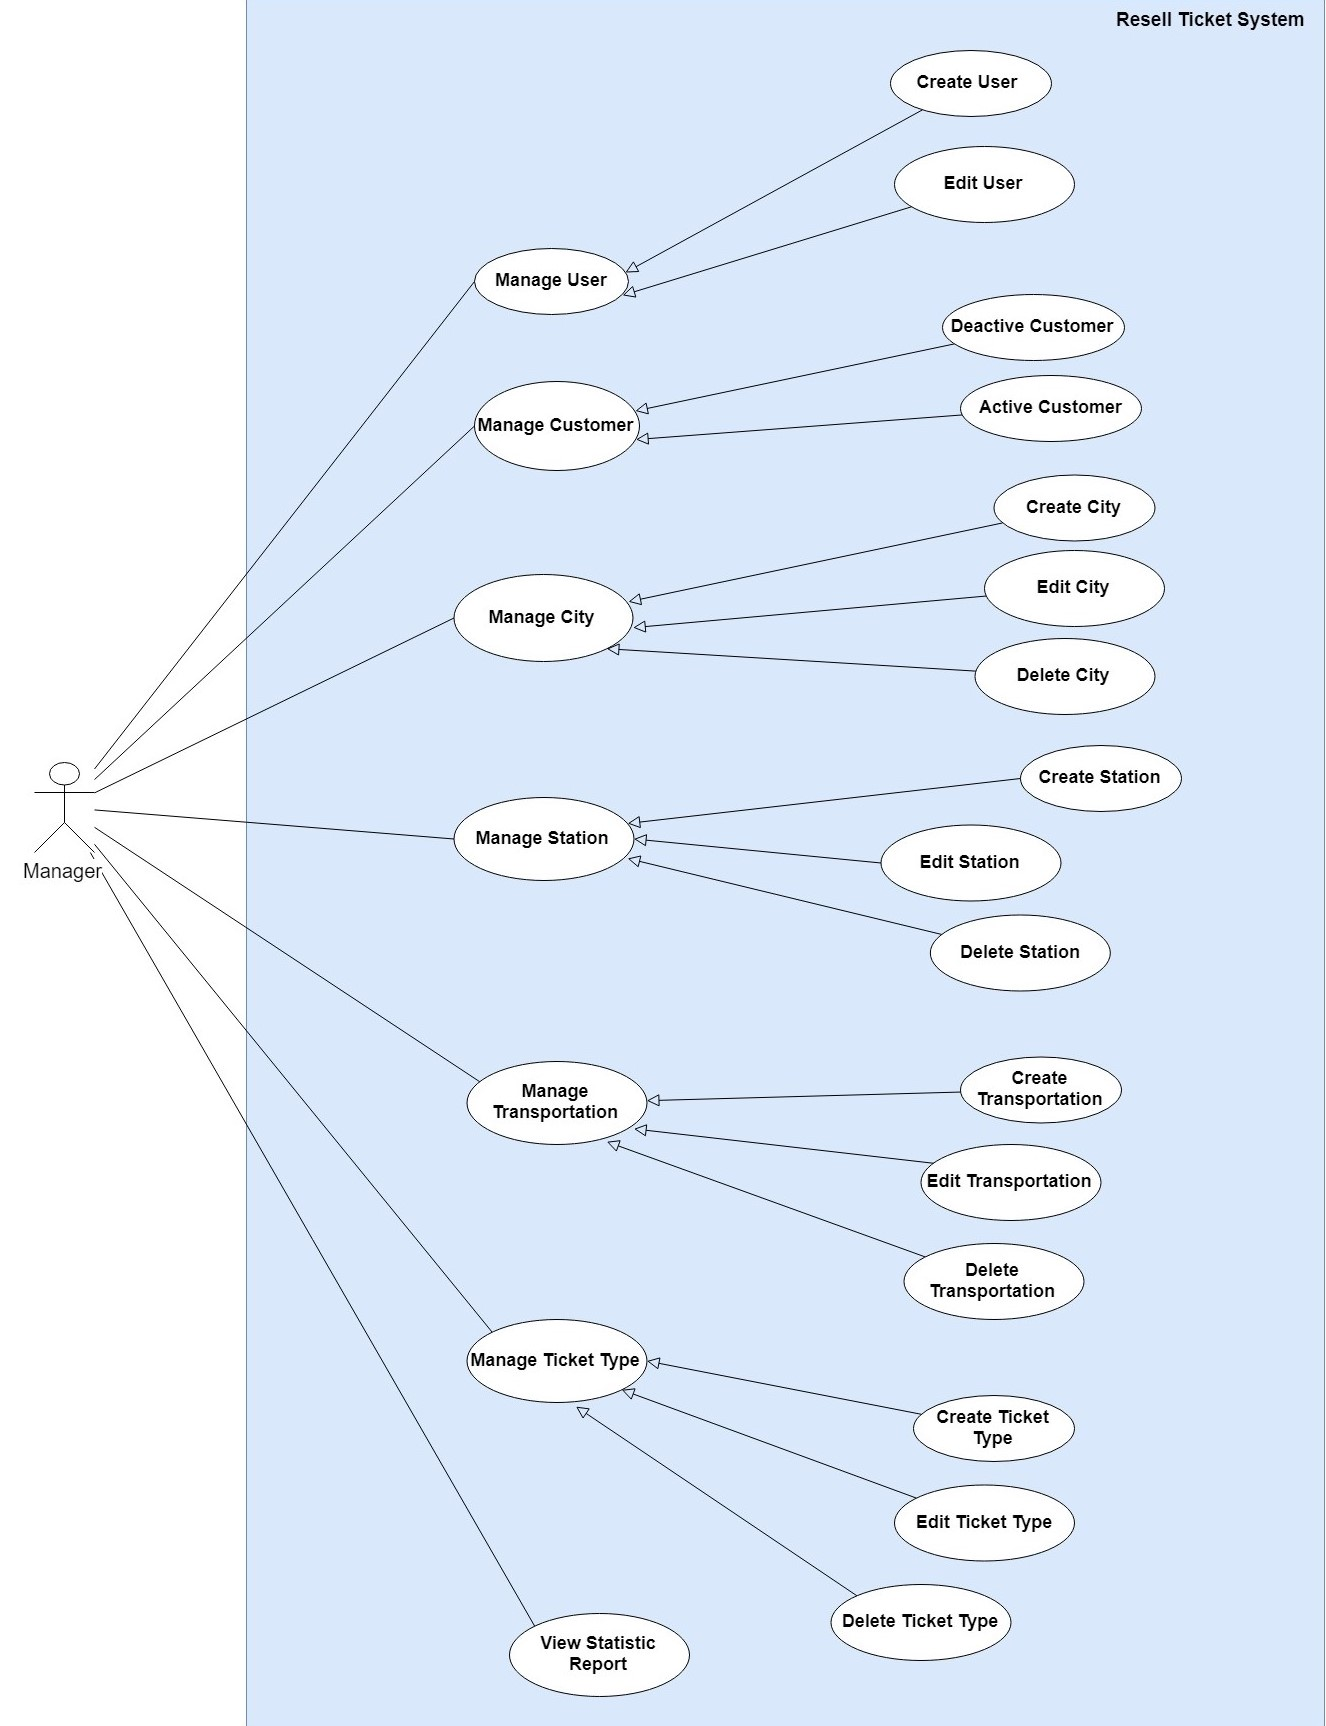 Resell Ticket System
Create User
Edit User
Manage User
Deactive Customer
Active Customer
Manage Customer
Create City
Edit City
Manage City
Delete City
Create Station
Manage Station
Edit Station
Manager
Delete Station
Create
Transportation
Manage
Transportation
Edit Transportation
Delete
Transportation
Manage Ticket Type
Create Ticket
Type
Edit Ticket Type
Delete Ticket Type
View Statistic
Report